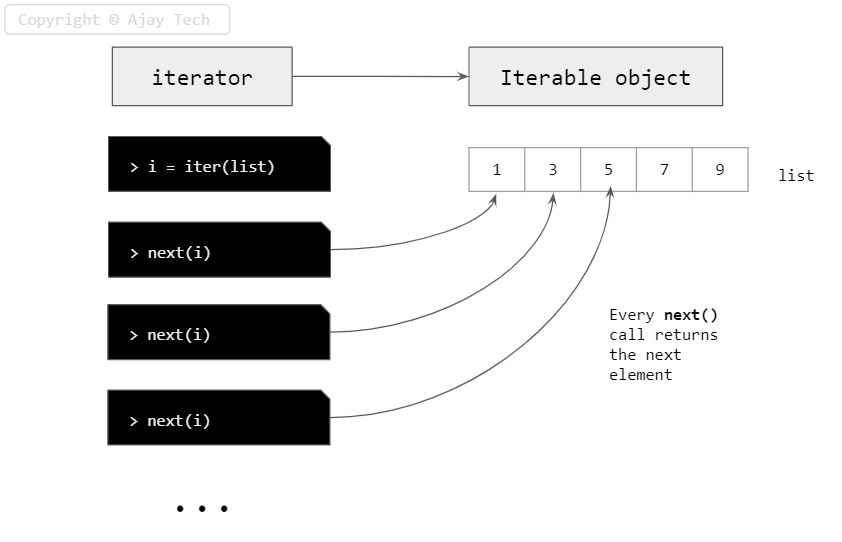 Copyright © Ajay Tech
iterator
Iterable object
> i = iter(list)
1 3 5 7 9
list
> next(i)
> next(i)
> next(i)
Every next()
call returns
the next
element
...